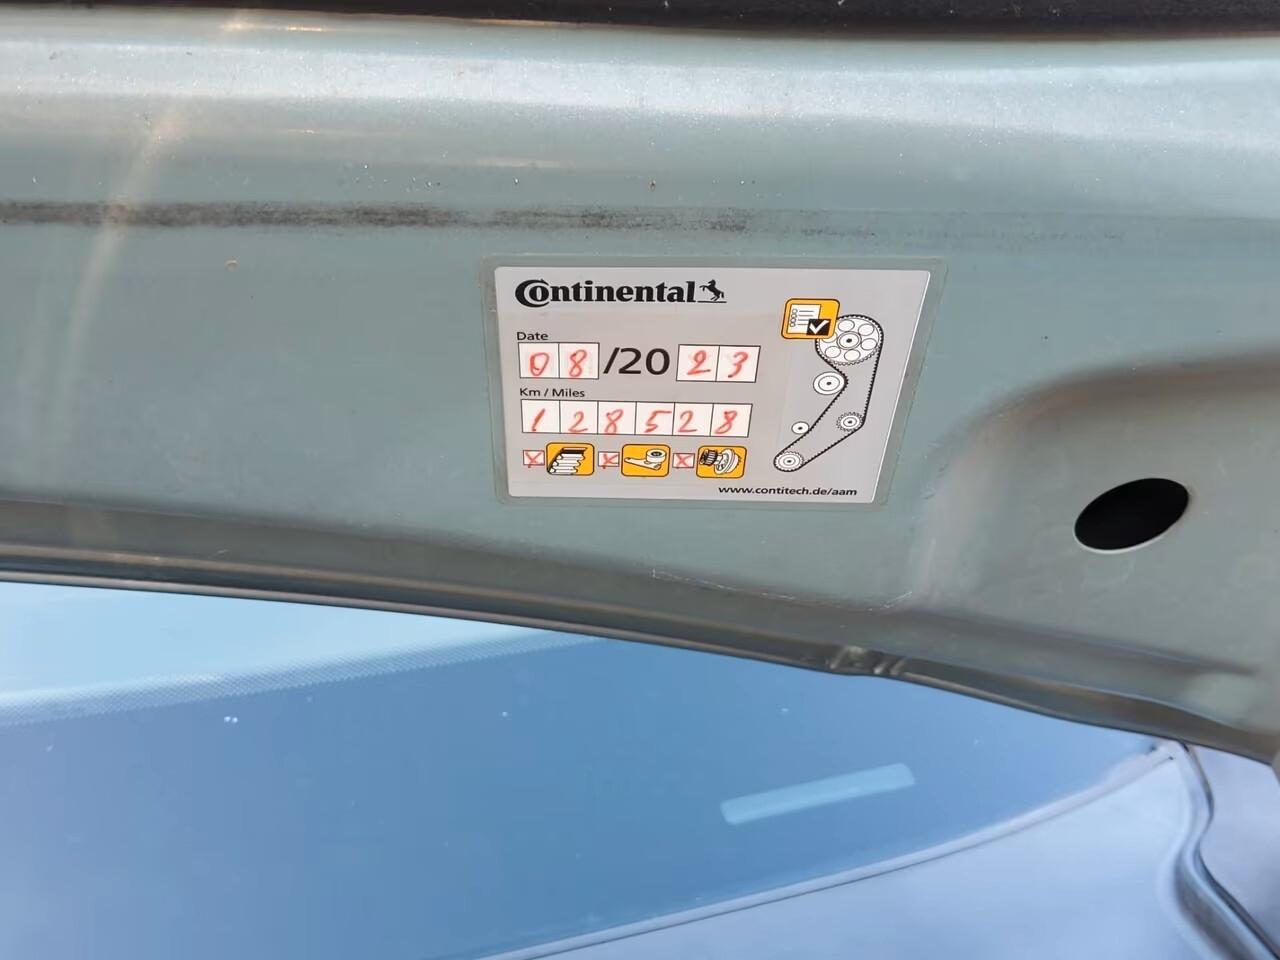 Continental
Date
08/2023
Km / Miles
128528
www.contitech.de/aam